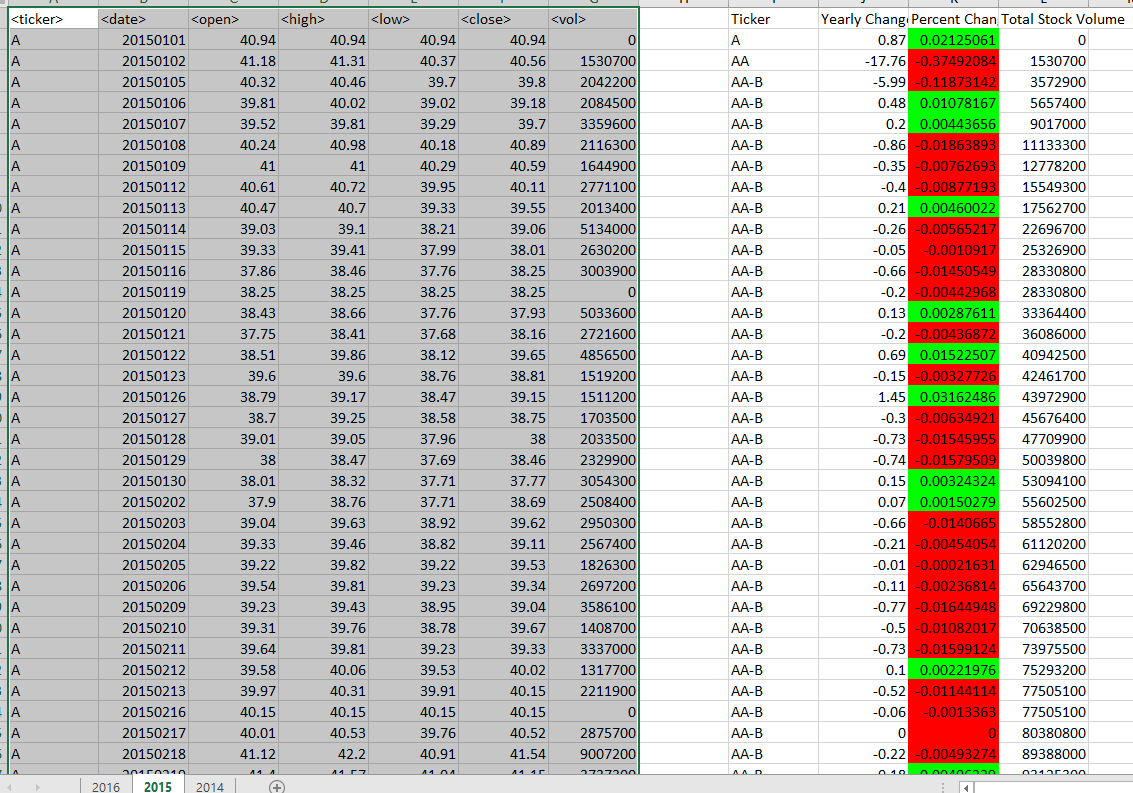 <ticker> <date> <open> <high> <low> <close> <vol> Ticker Yearly Chang Percent Chan Total Stock Volume
A 20150101 40.94 40.94 40.94 40.94 0 A 0.87 0.02125061 0
A 20150102 41.18 41.31 40.37 40.56 1530700 AA -17.76 -0.37492084 1530700
A 20150105 40.32 40.46 39.7 39.8 2042200 AA-B -5.99 -0.11873142 3572900
A 20150106 39.81 40.02 39.02 39.18 2084500 AA-B 0.48 0.01078167 5657400
A 20150107 39.52 39.81 39.29 39.7 3359600 AA-B 0.2 0.00443656 9017000
A 20150108 40.24 40.98 40.18 40.89 2116300 AA-B -0.86 -0.01863893 11133300
A 20150109 41 41 40.29 40.59 1644900 AA-B -0.35 -0.00762693 12778200
A 20150112 40.61 40.72 39.95 40.11 2771100 AA-B -0.4 -0.00877193 15549300
A 20150113 40.47 40.7 39.33 39.55 2013400 AA-B 0.21 0.00460022 17562700
A 20150114 39.03 39.1 38.21 39.06 5134000 AA-B -0.26 -0.00565217 22696700
A 20150115 39.33 39.41 37.99 38.01 2630200 AA-B -0.05 -0.0010917 25326900
A 20150116 37.86 38.46 37.76 38.25 3003900 AA-B -0.66 -0.01450549 28330800
A 20150119 38.25 38.25 38.25 38.25 0 AA-B -0.2 -0.00442968 28330800
A 20150120 38.43 38.66 37.76 37.93 5033600 AA-B 0.13 0.00287611 33364400
A 20150121 37.75 38.41 37.68 38.16 2721600 AA-B -0.2 -0.00436872 36086000
A 20150122 38.51 39.86 38.12 39.65 4856500 AA-B 0.69 0.01522507 40942500
A 20150123 39.6 39.6 38.76 38.81 1519200 AA-B -0.15 -0.00327726 42461700
A 20150126 38.79 39.17 38.47 39.15 1511200 AA-B 1.45 0.03162486 43972900
A 20150127 38.7 39.25 38.58 38.75 1703500 AA-B -0.3 -0.00634921 45676400
A 20150128 39.01 39.05 37.96 38 2033500 AA-B -0.73 -0.01545955 47709900
A 20150129 38 38.47 37.69 38.46 2329900 AA-B -0.74 -0.01579509 50039800
A 20150130 38.01 38.32 37.71 37.77 3054300 AA-B 0.15 0.00324324 53094100
A 20150202 37.9 38.76 37.71 38.69 2508400 AA-B 0.07 0.00150279 55602500
A 20150203 39.04 39.63 38.92 39.62 2950300 AA-B -0.66 -0.0140665 58552800
A 20150204 39.33 39.46 38.82 39.11 2567400 AA-B -0.21 -0.00454054 61120200
A 20150205 39.22 39.82 39.22 39.53 1826300 AA-B -0.01 -0.00021631 62946500
A 20150206 39.54 39.81 39.23 39.34 2697200 AA-B -0.11 -0.00236814 65643700
A 20150209 39.23 39.43 38.95 39.04 3586100 AA-B -0.77 -0.01644948 69229800
A 20150210 39.31 39.76 38.78 39.67 1408700 AA-B -0.5 -0.01082017 70638500
A 20150211 39.64 39.81 39.23 39.33 3337000 AA-B -0.73 -0.01599124 73975500
A 20150212 39.58 40.06 39.53 40.02 1317700 AA-B 0.1 0.00221976 75293200
A 20150213 39.97 40.31 39.91 40.15 2211900 AA-B -0.52 -0.01144114 77505100
A 20150216 40.15 40.15 40.15 40.15 0 AA-B -0.06 -0.0013363 77505100
A 20150217 40.01 40.53 39.76 40.52 2875700 AA-B 0 0 80380800
A 20150218 41.12 42.2 40.91 41.54 9007200 AA-B -0.22 -0.00493274 89388000
2016 2015 2014